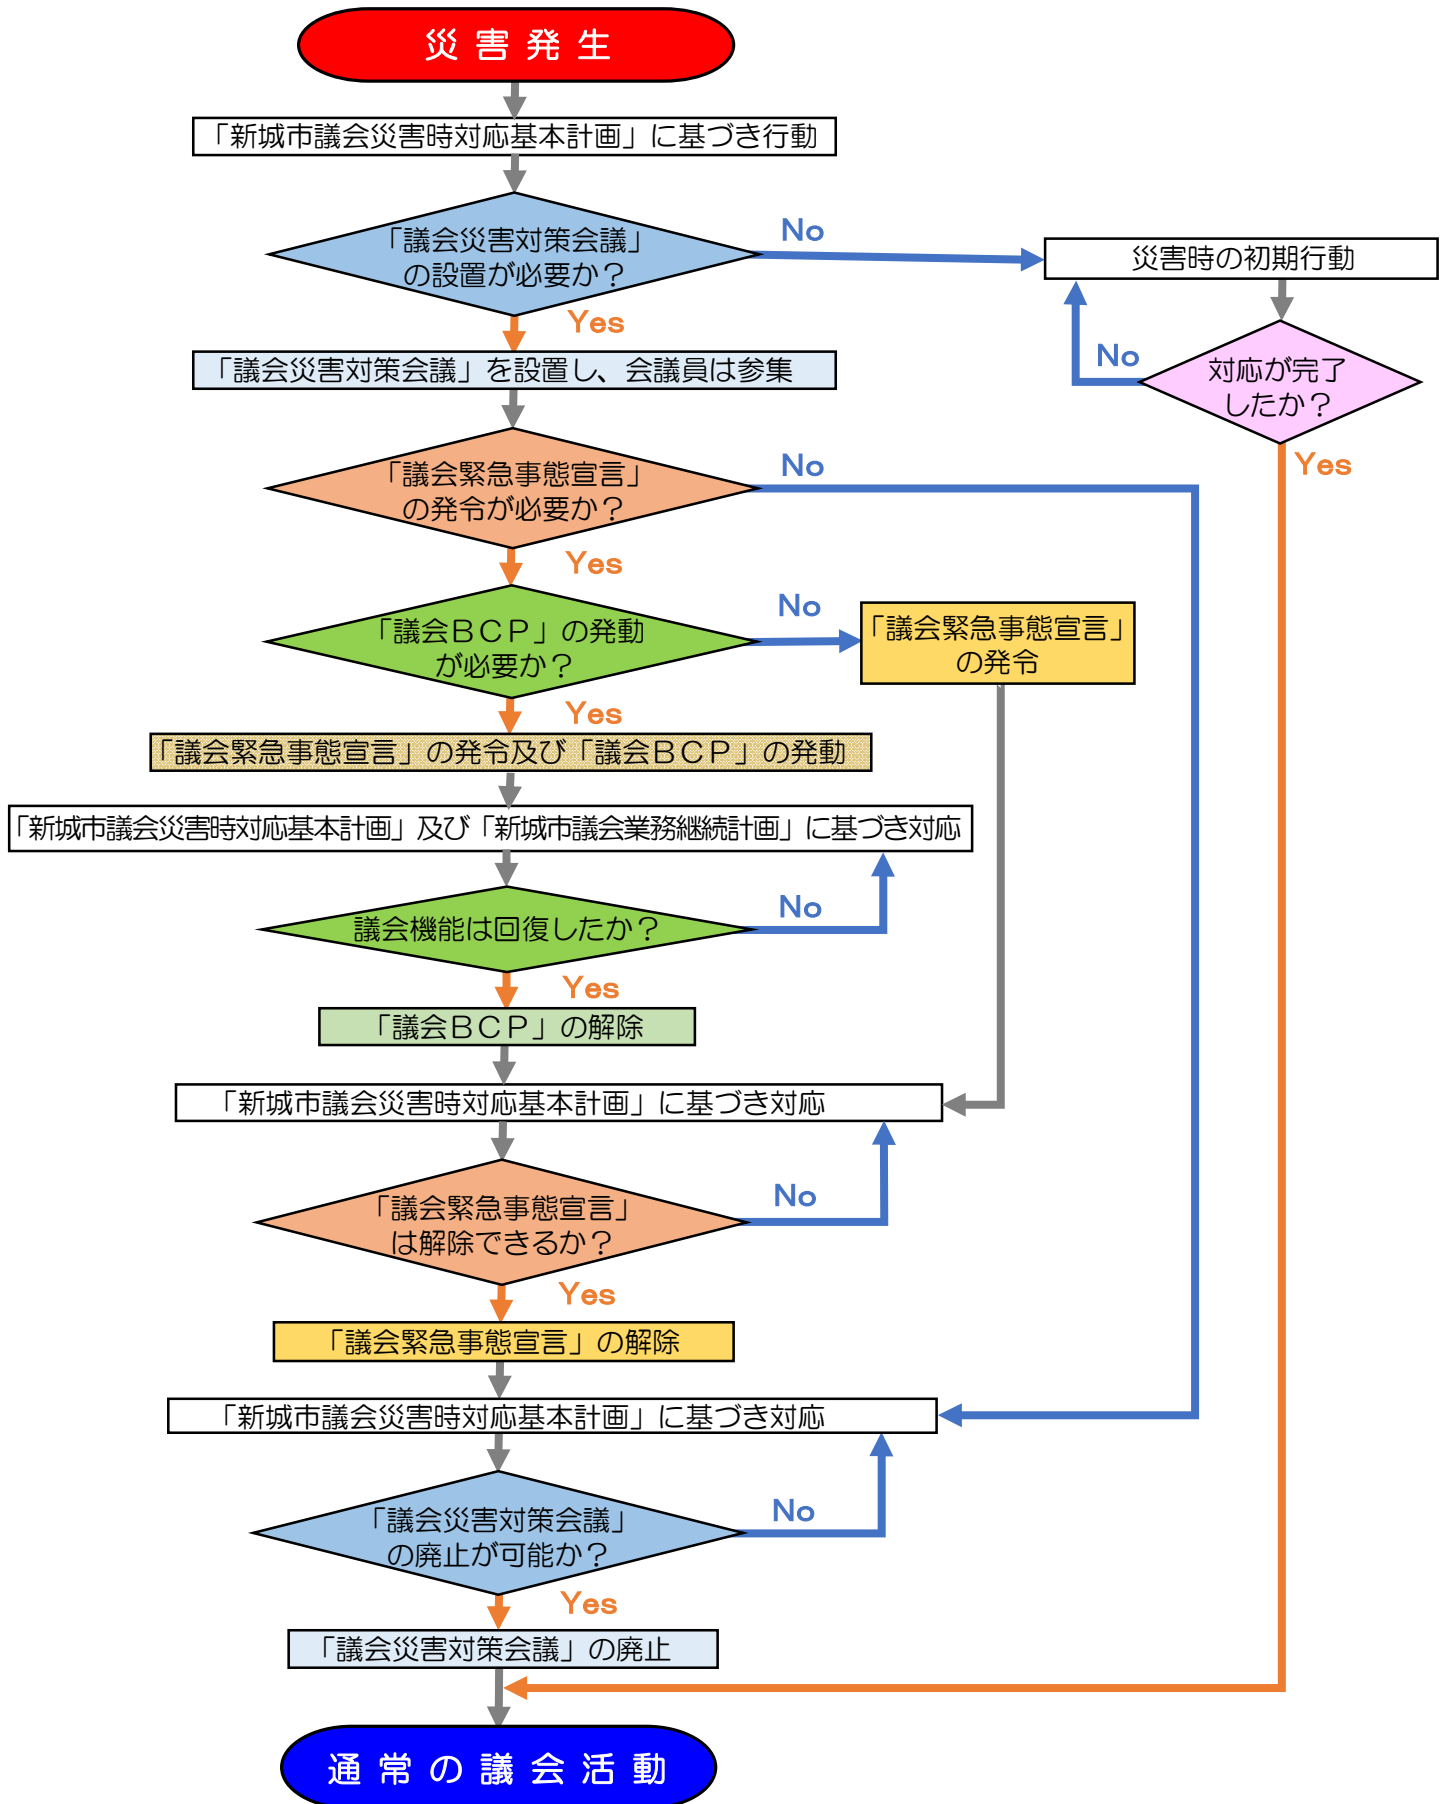 災害発生
「新城市議会災害時対応基本計画」に基づき行動
「議会災害対策会議」
の設置が必要か？
No
災害時の初期行動
Yes
「議会災害対策会議」を設置し、会議員は参集
No
対応が完了
したか？
Yes
「議会緊急事態宣言」
の発令が必要か？
No
Yes
「議会ＢＣＰ」の発動
が必要か？
No
「議会緊急事態宣言」
の発令
Yes
「議会緊急事態宣言」の発令及び「議会ＢＣＰ」の発動
「新城市議会災害時対応基本計画」及び「新城市議会業務継続計画」に基づき対応
議会機能は回復したか？
No
Yes
「議会ＢＣＰ」の解除
「新城市議会災害時対応基本計画」に基づき対応
「議会緊急事態宣言」
は解除できるか？
No
Yes
「議会緊急事態宣言」の解除
「新城市議会災害時対応基本計画」に基づき対応
「議会災害対策会議」
の廃止が可能か？
No
Yes
「議会災害対策会議」の廃止
通常の議会活動